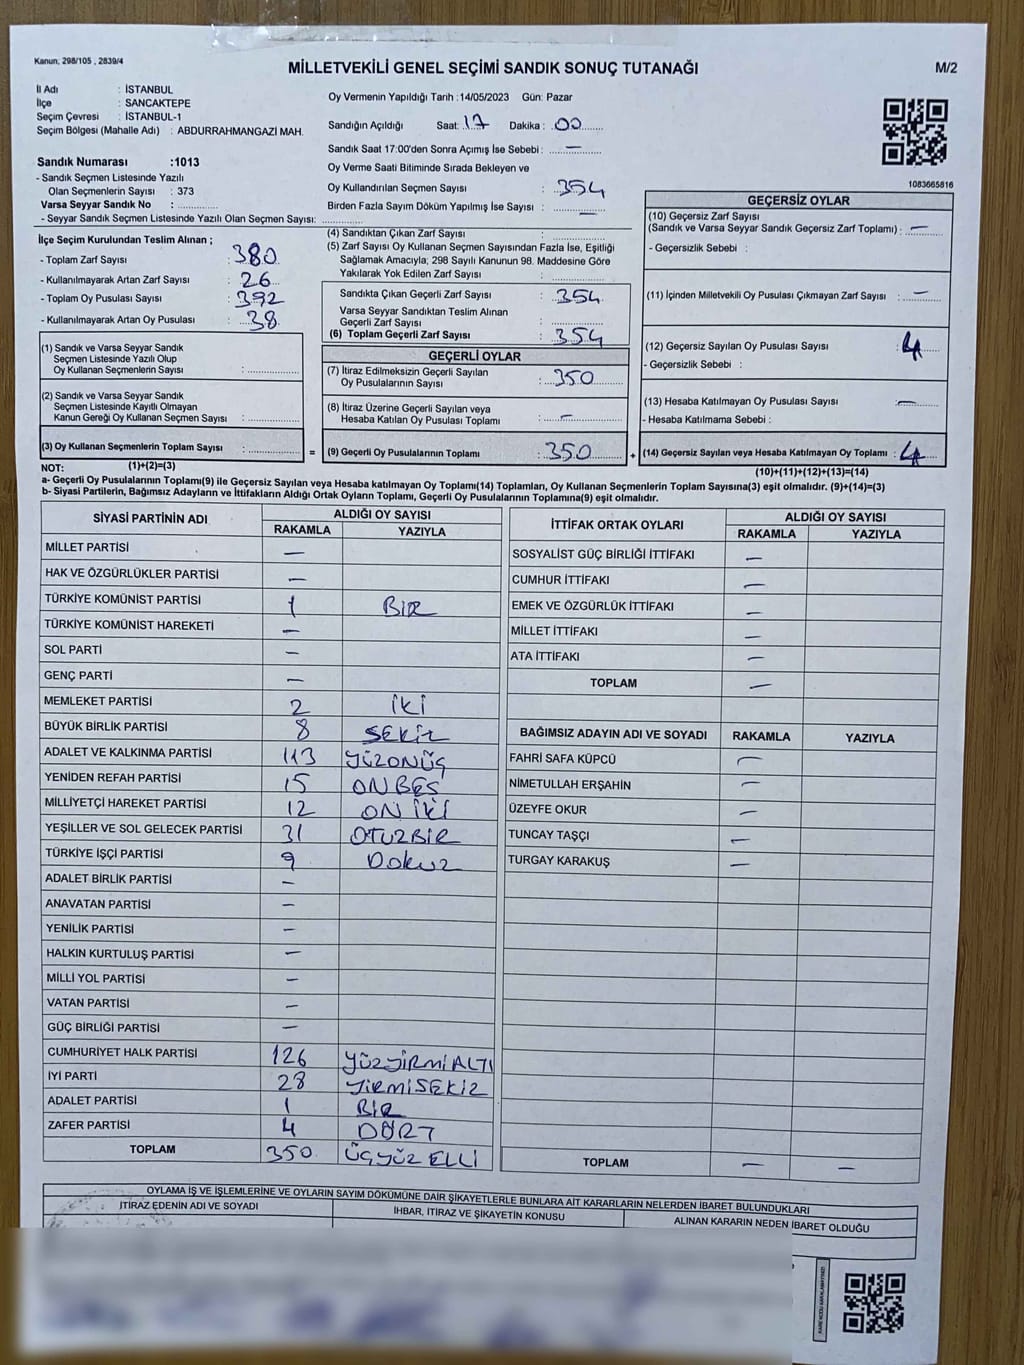 Kanun, 298/105 , 2839/4
MİLLETVEKİLİ GENEL SEÇİMİ SANDIK SONUÇ TUTANAĞI
M/2
İl Adı : İSTANBUL
İlçe : SANCAKTEPE
Seçim Çevresi : İSTANBUL-1
Seçim Bölgesi (Mahalle Adı) : ABDURRAHMANGAZİ MAH.
Sandık Numarası :1013
- Sandık Seçmen Listesinde Yazılı
Olan Seçmenlerin Sayısı : 373
Varsa Seyyar Sandık No : ............
- Seyyar Sandık Seçmen Listesinde Yazılı Olan Seçmen Sayısı: ............
Oy Vermenin Yapıldığı Tarih :14/05/2023 Gün: Pazar
Sandığın Açıldığı Saat: 17 Dakika : 00
Sandık Saat 17:00'den Sonra Açımış İse Sebebi : —
Oy Verme Saati Bitiminde Sırada Bekleyen ve
Oy Kullandırılan Seçmen Sayısı : 354
Birden Fazla Sayım Döküm Yapılmış İse Sayısı : —
1083665816
İlçe Seçim Kurulundan Teslim Alınan ;
- Toplam Zarf Sayısı : 380
- Kullanılmayarak Artan Zarf Sayısı : 26
- Toplam Oy Pusulası Sayısı : 392
- Kullanılmayarak Artan Oy Pusulası : 38
(1) Sandık ve Varsa Seyyar Sandık
Seçmen Listesinde Yazılı Olup
Oy Kullanan Seçmenlerin Sayısı : ............
(2) Sandık ve Varsa Seyyar Sandık
Seçmen Listesinde Kayıtlı Olmayan
Kanun Gereği Oy Kullanan Seçmen Sayısı : ............
(3) Oy Kullanan Seçmenlerin Toplam Sayısı : ............
(1)+(2)=(3)
(4) Sandıktan Çıkan Zarf Sayısı : ............
(5) Zarf Sayısı Oy Kullanan Seçmen Sayısından Fazla İse, Eşitliği
Sağlamak Amacıyla; 298 Sayılı Kanunun 98. Maddesine Göre
Yakılarak Yok Edilen Zarf Sayısı : ............
Sandıkta Çıkan Geçerli Zarf Sayısı : 354
Varsa Seyyar Sandıktan Teslim Alınan
Geçerli Zarf Sayısı : ............
(6) Toplam Geçerli Zarf Sayısı : 354
GEÇERLİ OYLAR
(7) İtiraz Edilmeksizin Geçerli Sayılan
Oy Pusulalarının Sayısı : 350
(8) İtiraz Üzerine Geçerli Sayılan veya
Hesaba Katılan Oy Pusulası Toplamı : —
= (9) Geçerli Oy Pusulalarının Toplamı : 350
GEÇERSİZ OYLAR
(10) Geçersiz Zarf Sayısı
(Sandık ve Varsa Seyyar Sandık Geçersiz Zarf Toplamı) : —
- Geçersizlik Sebebi :
(11) İçinden Milletvekili Oy Pusulası Çıkmayan Zarf Sayısı : —
(12) Geçersiz Sayılan Oy Pusulası Sayısı : 4
- Geçersizlik Sebebi :
(13) Hesaba Katılmayan Oy Pusulası Sayısı : —
- Hesaba Katılmama Sebebi :
+ (14) Geçersiz Sayılan veya Hesaba Katılmayan Oy Toplamı : 4
(10)+(11)+(12)+(13)=(14)
NOT:
a- Geçerli Oy Pusulalarının Toplamı(9) ile Geçersiz Sayılan veya Hesaba katılmayan Oy Toplamı(14) Toplamları, Oy Kullanan Seçmenlerin Toplam Sayısına(3) eşit olmalıdır. (9)+(14)=(3)
b- Siyasi Partilerin, Bağımsız Adayların ve İttifakların Aldığı Ortak Oyların Toplamı, Geçerli Oy Pusulalarının Toplamına(9) eşit olmalıdır.
SİYASİ PARTİNİN ADI ALDIĞI OY SAYISI
RAKAMLA YAZIYLA
MİLLET PARTİSİ —
HAK VE ÖZGÜRLÜKLER PARTİSİ —
TÜRKİYE KOMÜNİST PARTİSİ 1 BİR
TÜRKİYE KOMÜNİST HAREKETİ —
SOL PARTİ —
GENÇ PARTİ —
MEMLEKET PARTİSİ 2 İKİ
BÜYÜK BİRLİK PARTİSİ 8 SEKİZ
ADALET VE KALKINMA PARTİSİ 113 YÜZONÜÇ
YENİDEN REFAH PARTİSİ 15 ONBEŞ
MİLLİYETÇİ HAREKET PARTİSİ 12 ON İKİ
YEŞİLLER VE SOL GELECEK PARTİSİ 31 OTUZBİR
TÜRKİYE İŞÇİ PARTİSİ 9 Dokuz
ADALET BİRLİK PARTİSİ —
ANAVATAN PARTİSİ —
YENİLİK PARTİSİ —
HALKIN KURTULUŞ PARTİSİ —
MİLLİ YOL PARTİSİ —
VATAN PARTİSİ —
GÜÇ BİRLİĞİ PARTİSİ —
CUMHURİYET HALK PARTİSİ 126 YÜZYİRMİALTI
İYİ PARTİ 28 YİRMİSEKİZ
ADALET PARTİSİ 1 BİR
ZAFER PARTİSİ 4 DÖRT
TOPLAM 350 ÜÇYÜZ ELLİ
İTTİFAK ORTAK OYLARI ALDIĞI OY SAYISI
RAKAMLA YAZIYLA
SOSYALİST GÜÇ BİRLİĞİ İTTİFAKI —
CUMHUR İTTİFAKI —
EMEK VE ÖZGÜRLÜK İTTİFAKI —
MİLLET İTTİFAKI —
ATA İTTİFAKI —
TOPLAM —
BAĞIMSIZ ADAYIN ADI VE SOYADI RAKAMLA YAZIYLA
FAHRİ SAFA KÜPCÜ —
NİMETULLAH ERŞAHİN —
ÜZEYFE OKUR —
TUNCAY TAŞÇI —
TURGAY KARAKUŞ —
TOPLAM — —
OYLAMA İŞ VE İŞLEMLERİNE VE OYLARIN SAYIM DÖKÜMÜNE DAİR ŞİKAYETLERLE BUNLARA AİT KARARLARIN NELERDEN İBARET BULUNDUKLARI
İTİRAZ EDENİN ADI VE SOYADI İHBAR, İTİRAZ VE ŞİKAYETİN KONUSU ALINAN KARARIN NEDEN İBARET OLDUĞU